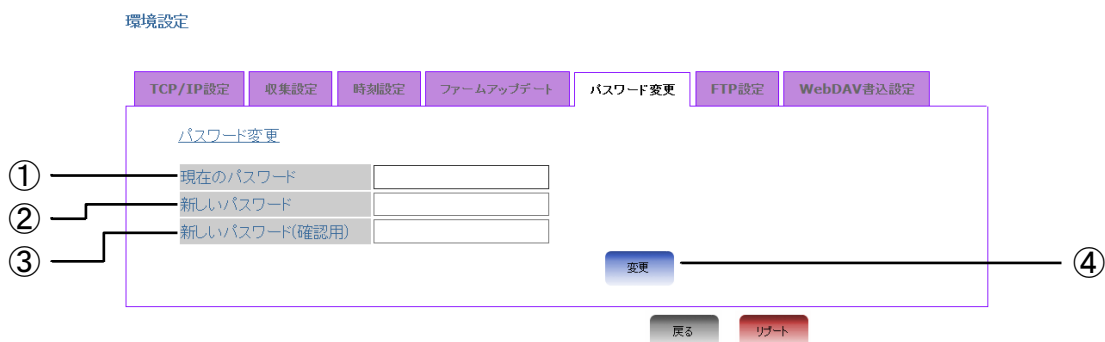 環境設定
TCP/IP設定 収集設定 時刻設定 ファームアップデート パスワード変更 FTP設定 WebDAV書込設定
パスワード変更
① 現在のパスワード
② 新しいパスワード
③ 新しいパスワード(確認用)
変更 ④
戻る リブート